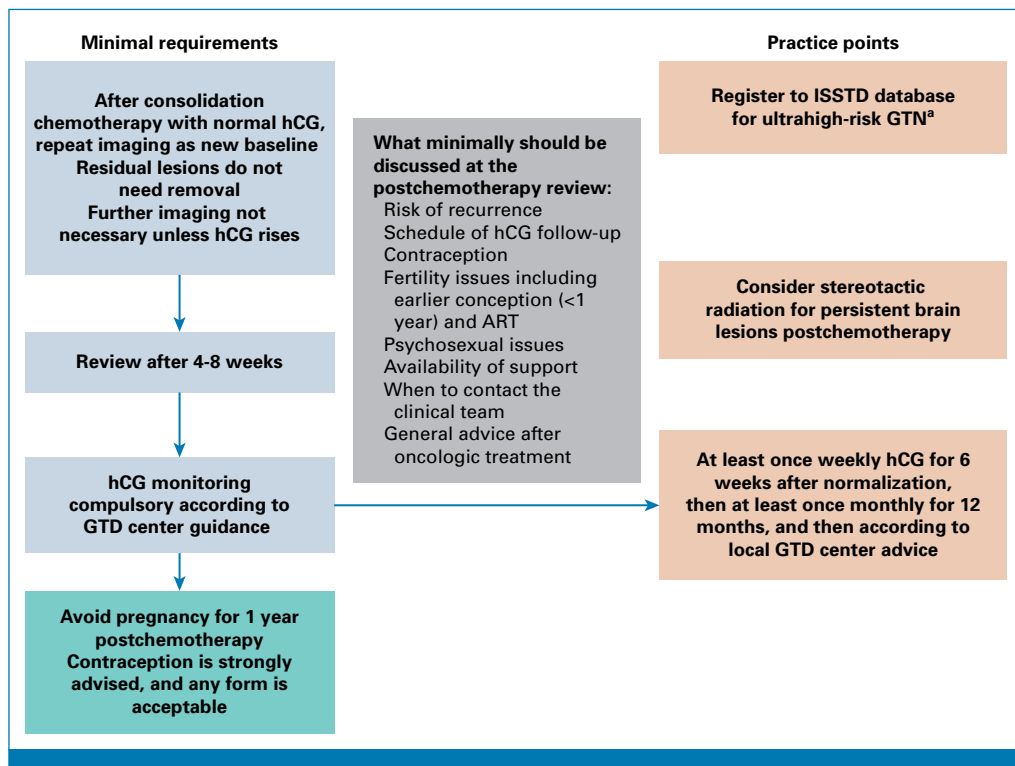 Minimal requirements
After consolidation
chemotherapy with normal hCG,
repeat imaging as new baseline
Residual lesions do not
need removal
Further imaging not
necessary unless hCG rises
Review after 4-8 weeks
hCG monitoring
compulsory according to
GTD center guidance
Avoid pregnancy for 1 year
postchemotherapy
Contraception is strongly
advised, and any form is
acceptable
What minimally should be
discussed at the
postchemotherapy review:
Risk of recurrence
Schedule of hCG follow-up
Contraception
Fertility issues including
earlier conception (<1
year) and ART
Psychosexual issues
Availability of support
When to contact the
clinical team
General advice after
oncologic treatment
Practice points
Register to ISSTD database
for ultrahigh-risk GTNᵃ
Consider stereotactic
radiation for persistent brain
lesions postchemotherapy
At least once weekly hCG for 6
weeks after normalization,
then at least once monthly for 12
months, and then according to
local GTD center advice